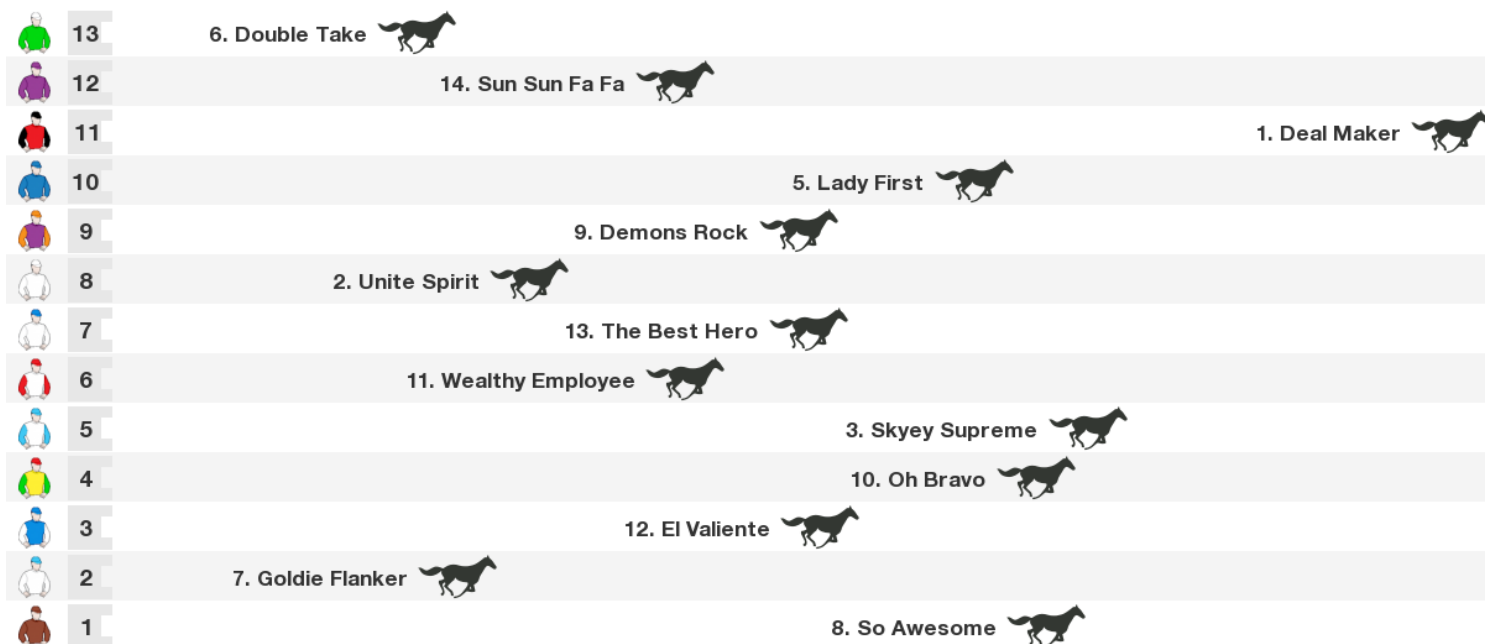 13 6. Double Take
12 14. Sun Sun Fa Fa
11 1. Deal Maker
10 5. Lady First
9 9. Demons Rock
8 2. Unite Spirit
7 13. The Best Hero
6 11. Wealthy Employee
5 3. Skyey Supreme
4 10. Oh Bravo
3 12. El Valiente
2 7. Goldie Flanker
1 8. So Awesome